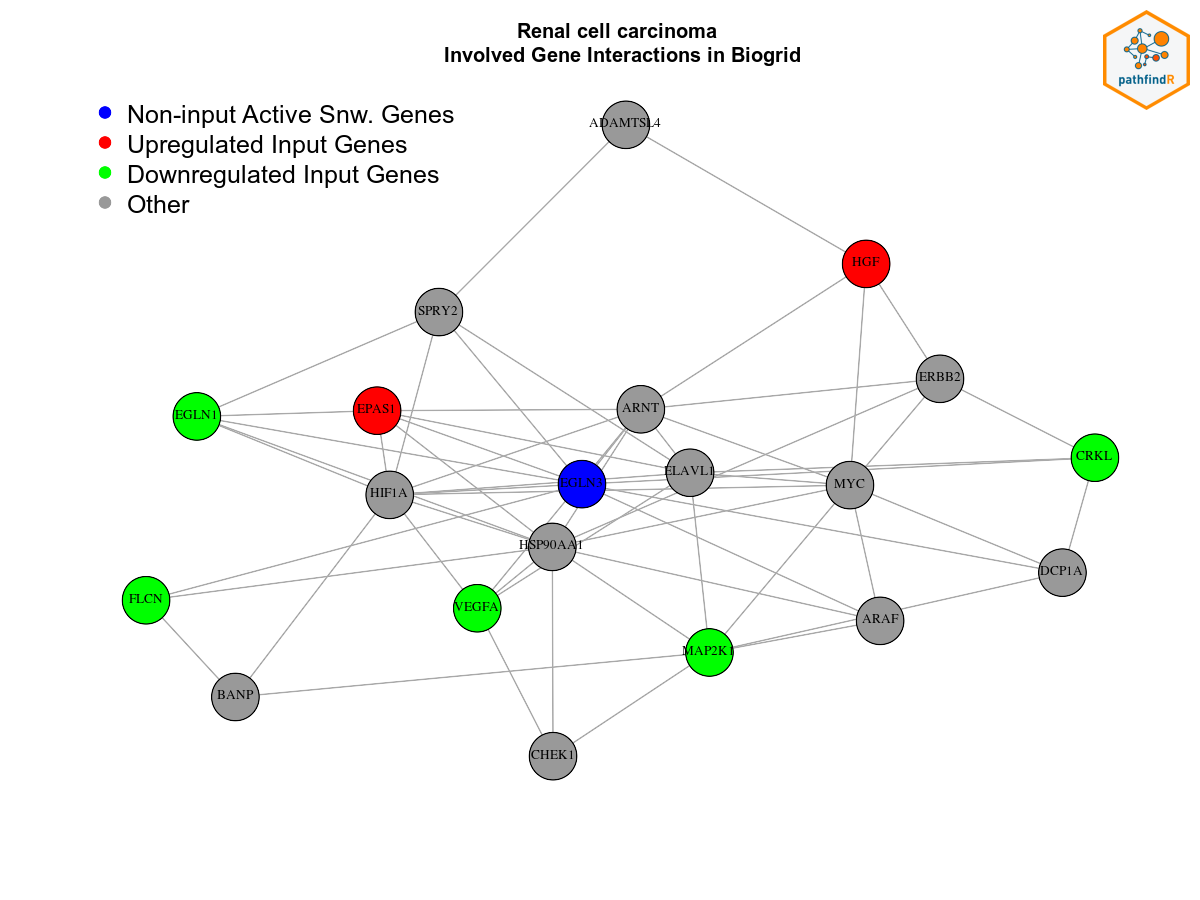 Renal cell carcinoma
Involved Gene Interactions in Biogrid
pathfindR
Non-input Active Snw. Genes
Upregulated Input Genes
Downregulated Input Genes
Other
ADAMTSL4
HGF
SPRY2
ERBB2
EGLN1
EPAS1
ARNT
CRKL
ELAVL1
HIF1A
EGLN3
MYC
HSP90AA1
DCP1A
FLCN
VEGFA
ARAF
MAP2K1
BANP
CHEK1